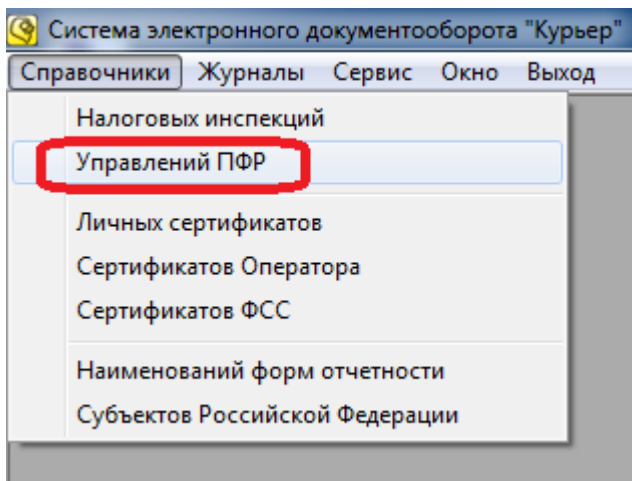 Система электронного документооборота "Курьер"
Справочники Журналы Сервис Окно Выход
Налоговых инспекций
Управлений ПФР
Личных сертификатов
Сертификатов Оператора
Сертификатов ФСС
Наименований форм отчетности
Субъектов Российской Федерации